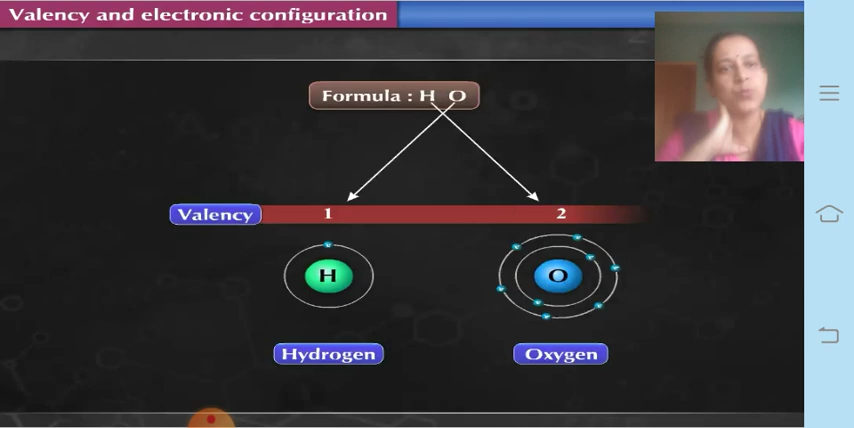 Valency and electronic configuration
Formula : H O
Valency 1 2
H O
Hydrogen Oxygen